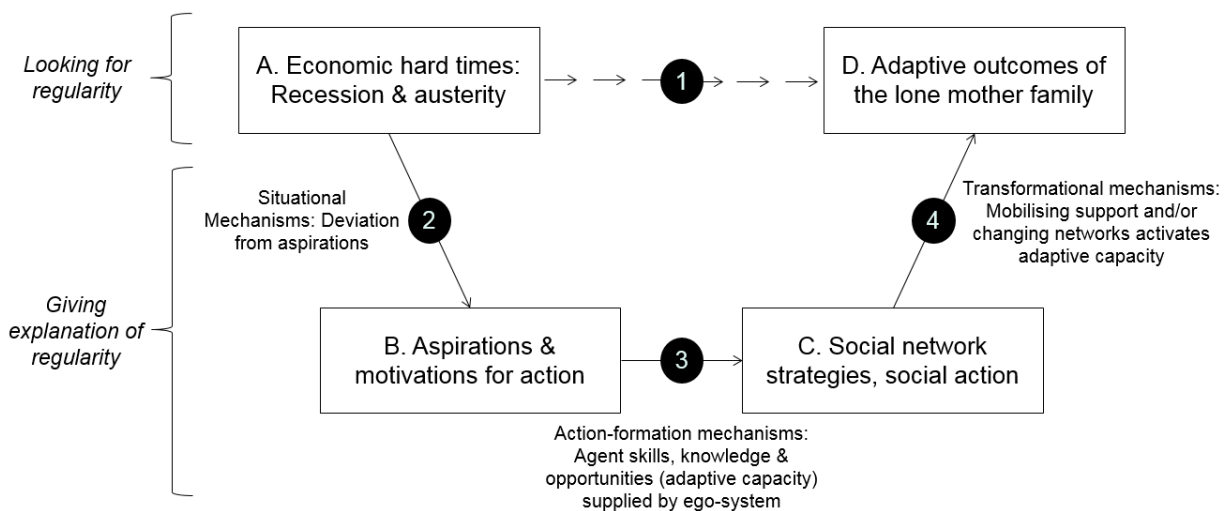 Looking for
regularity
A. Economic hard times:
Recession & austerity
1
D. Adaptive outcomes of
the lone mother family
Situational
Mechanisms: Deviation
from aspirations
2
4
Transformational mechanisms:
Mobilising support and/or
changing networks activates
adaptive capacity
Giving
explanation of
regularity
B. Aspirations &
motivations for action
3
C. Social network
strategies, social action
Action-formation mechanisms:
Agent skills, knowledge &
opportunities (adaptive capacity)
supplied by ego-system